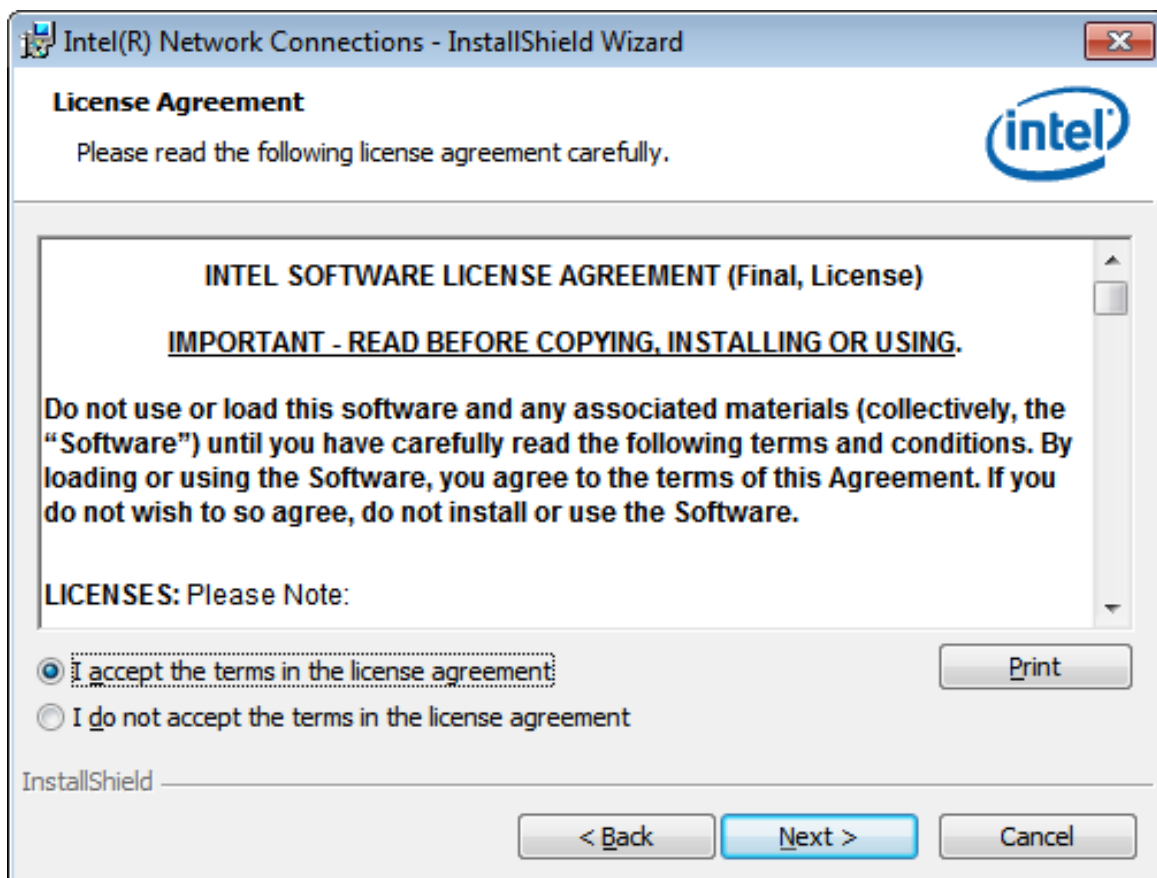 Intel(R) Network Connections - InstallShield Wizard
License Agreement
Please read the following license agreement carefully.
intel
INTEL SOFTWARE LICENSE AGREEMENT (Final, License)
IMPORTANT - READ BEFORE COPYING, INSTALLING OR USING.
Do not use or load this software and any associated materials (collectively, the
“Software”) until you have carefully read the following terms and conditions. By
loading or using the Software, you agree to the terms of this Agreement. If you
do not wish to so agree, do not install or use the Software.
LICENSES: Please Note:
I accept the terms in the license agreement
Print
I do not accept the terms in the license agreement
InstallShield
< Back
Next >
Cancel